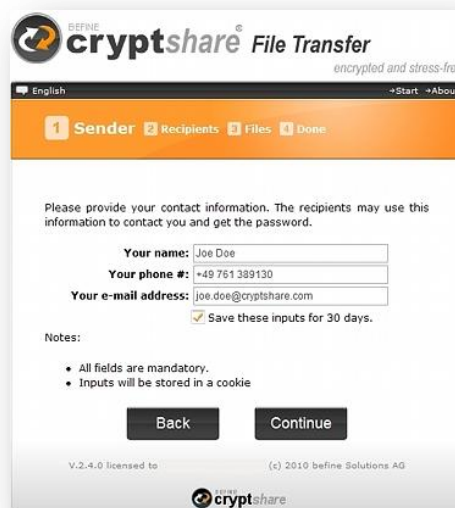 BEFINE
cryptshare® File Transfer
encrypted and stress-fre
English →Start →Abou
1 Sender 2 Recipients 3 Files 4 Done
Please provide your contact information. The recipients may use this
information to contact you and get the password.
Your name: Joe Doe
Your phone #: +49 761 389130
Your e-mail address: joe.doe@cryptshare.com
Save these inputs for 30 days.
Notes:
• All fields are mandatory.
• Inputs will be stored in a cookie
Back Continue
V.2.4.0 licensed to (c) 2010 befine Solutions AG
BEFINE
cryptshare